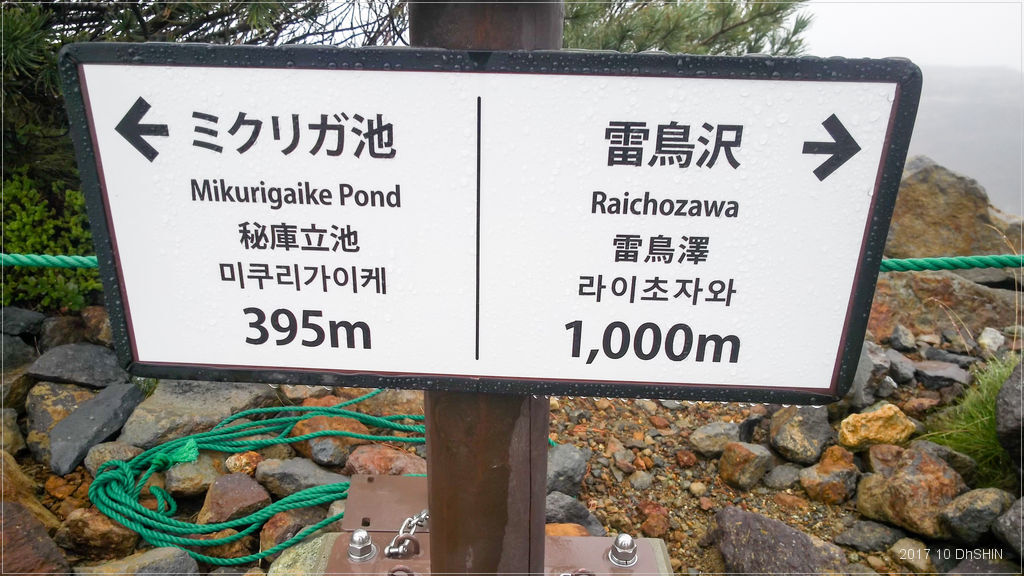 ミクリガ池
Mikurigaike Pond
秘庫立池
미쿠리가이케
395m
雷鳥沢
Raichozawa
雷鳥澤
라이초자와
1,000m
2017 10 DhSHIN